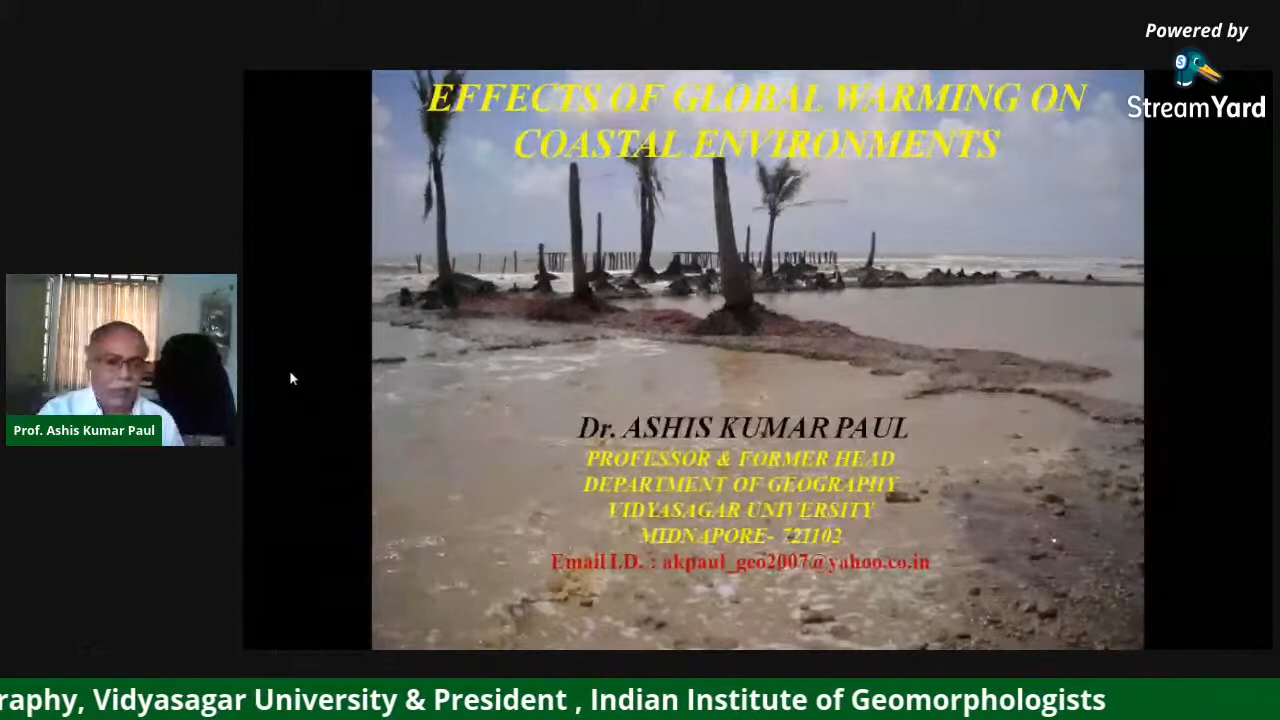 Powered by
StreamYard
EFFECTS OF GLOBAL WARMING ON
COASTAL ENVIRONMENTS
Dr. ASHIS KUMAR PAUL
PROFESSOR & FORMER HEAD
DEPARTMENT OF GEOGRAPHY
VIDYASAGAR UNIVERSITY
MIDNAPORE- 721102
Email I.D. : akpaul_geo2007@yahoo.co.in
Prof. Ashis Kumar Paul
raphy, Vidyasagar University & President , Indian Institute of Geomorphologists